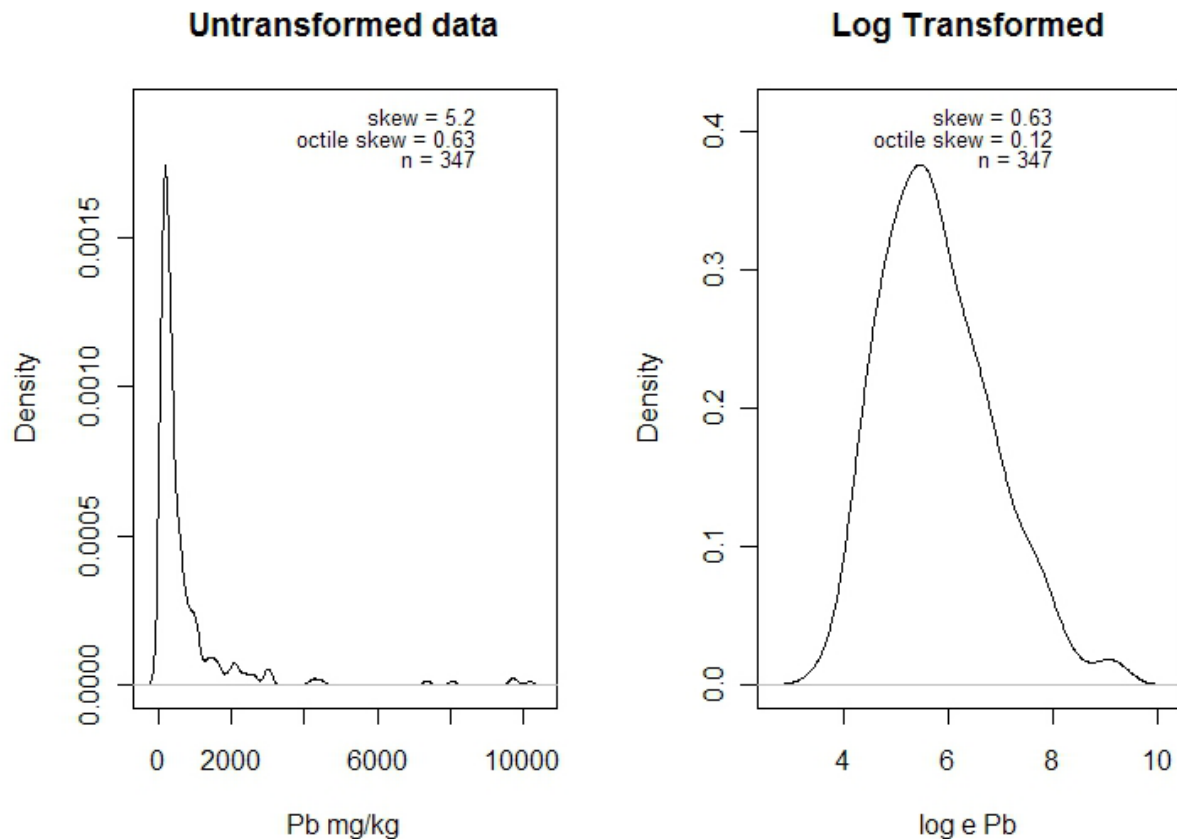 Untransformed data
skew = 5.2
octile skew = 0.63
n = 347
0.0015
0.0010
0.0005
0.0000
Density
0
2000
6000
10000
Pb mg/kg
Log Transformed
skew = 0.63
octile skew = 0.12
n = 347
0.4
0.3
0.2
0.1
0.0
Density
4
6
8
10
log e Pb